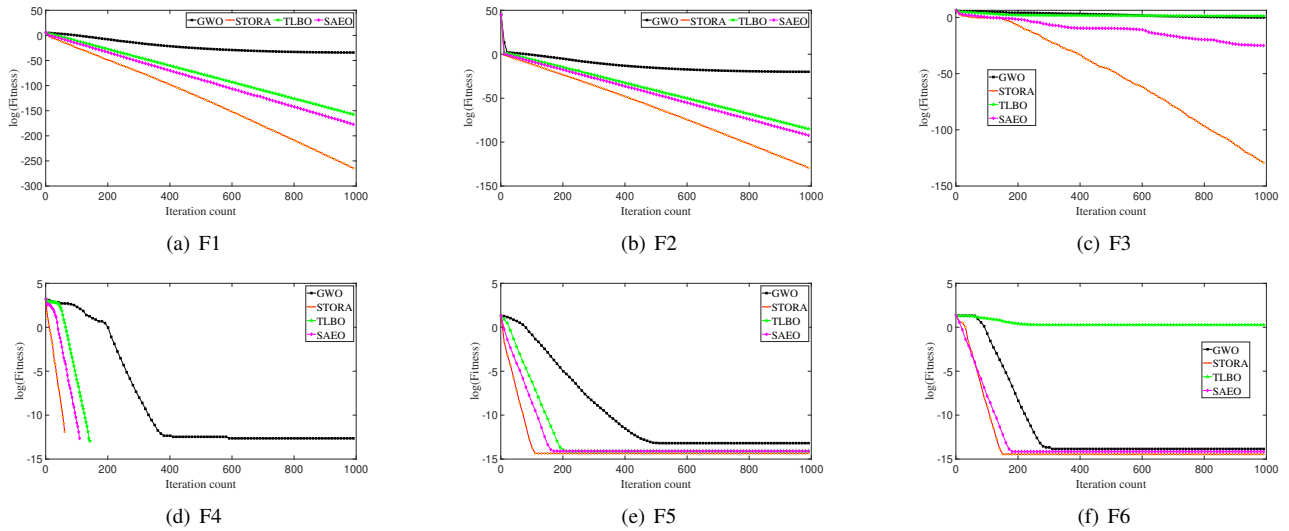 GWO STORA TLBO SAEO
log(Fitness)
50
0
-50
-100
-150
-200
-250
-300
0 200 400 600 800 1000
Iteration count
(a) F1
GWO STORA TLBO SAEO
log(Fitness)
50
0
-50
-100
-150
0 200 400 600 800 1000
Iteration count
(b) F2
log(Fitness)
0
-50
-100
-150
GWO
STORA
TLBO
SAEO
0 200 400 600 800 1000
Iteration count
(c) F3
log(Fitness)
5
0
-5
-10
-15
GWO
STORA
TLBO
SAEO
0 200 400 600 800 1000
Iteration count
(d) F4
log(Fitness)
5
0
-5
-10
-15
GWO
STORA
TLBO
SAEO
0 200 400 600 800 1000
Iteration count
(e) F5
log(Fitness)
5
0
-5
-10
-15
GWO
STORA
TLBO
SAEO
0 200 400 600 800 1000
Iteration count
(f) F6